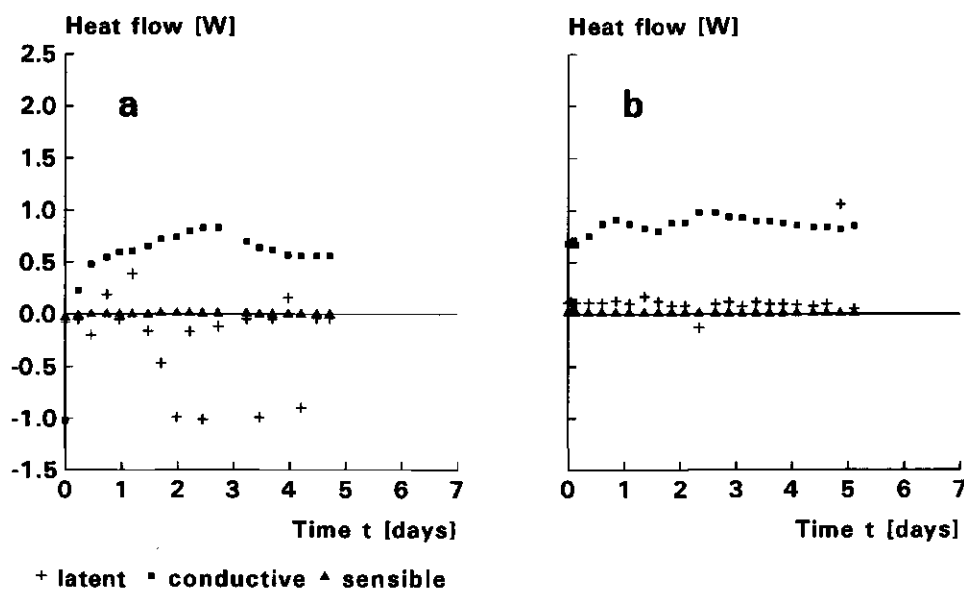 Heat flow [W]
2.5
2.0
1.5
1.0
0.5
0.0
-0.5
-1.0
-1.5
a
0 1 2 3 4 5 6 7
Time t [days]
Heat flow [W]
b
0 1 2 3 4 5 6 7
Time t [days]
+ latent ▪ conductive ▲ sensible